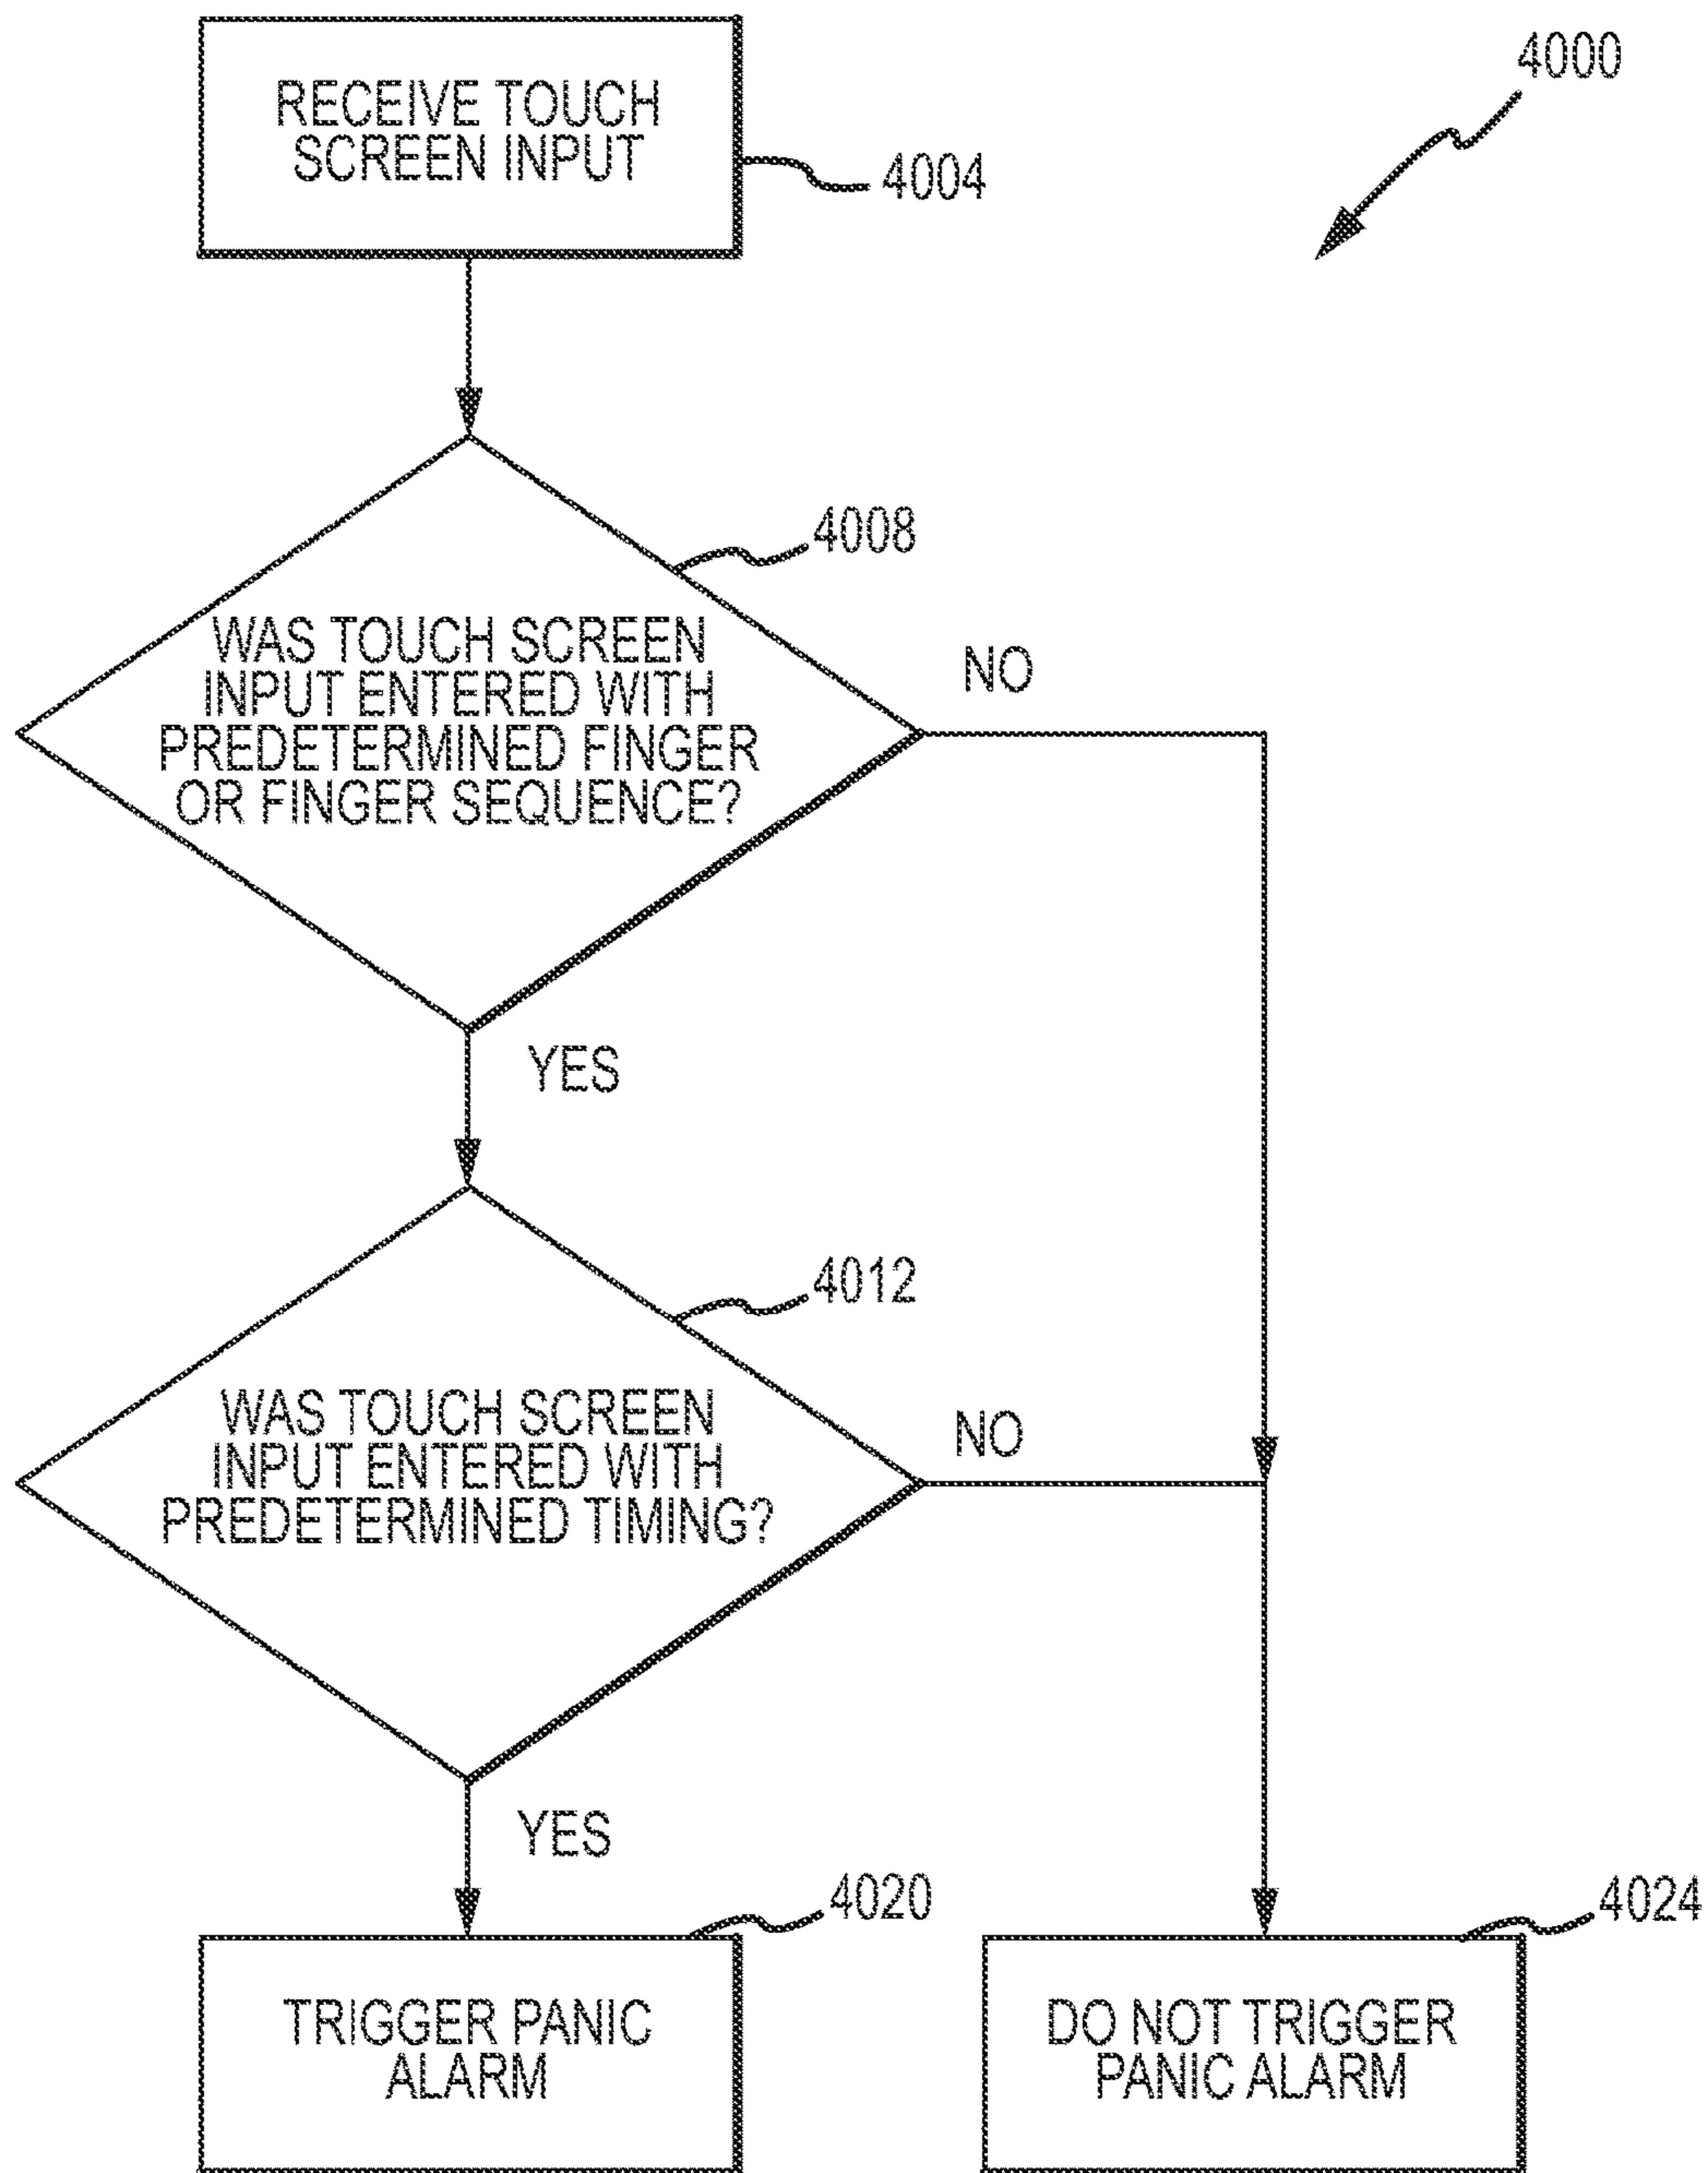 RECEIVE TOUCH
SCREEN INPUT
4004
4000
4008
WAS TOUCH SCREEN
INPUT ENTERED WITH
PREDETERMINED FINGER
OR FINGER SEQUENCE?
NO
YES
4012
WAS TOUCH SCREEN
INPUT ENTERED WITH
PREDETERMINED TIMING?
NO
YES
4020
TRIGGER PANIC
ALARM
4024
DO NOT TRIGGER
PANIC ALARM